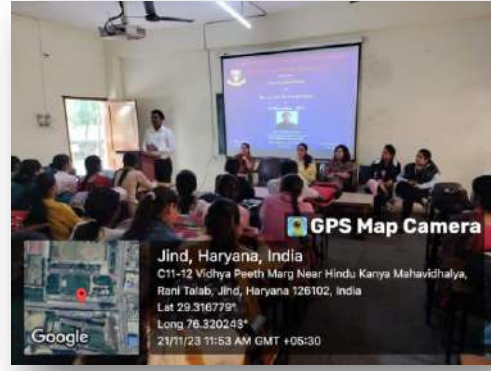 GPS Map Camera
Jind, Haryana, India
C11-12 Vidhya Peeth Marg Near Hindu Kanya Mahavidhalya,
Rani Talab, Jind, Haryana 126102, India
Lat 29.316779°
Long 76.320243°
21/11/23 11:53 AM GMT +05:30
Google